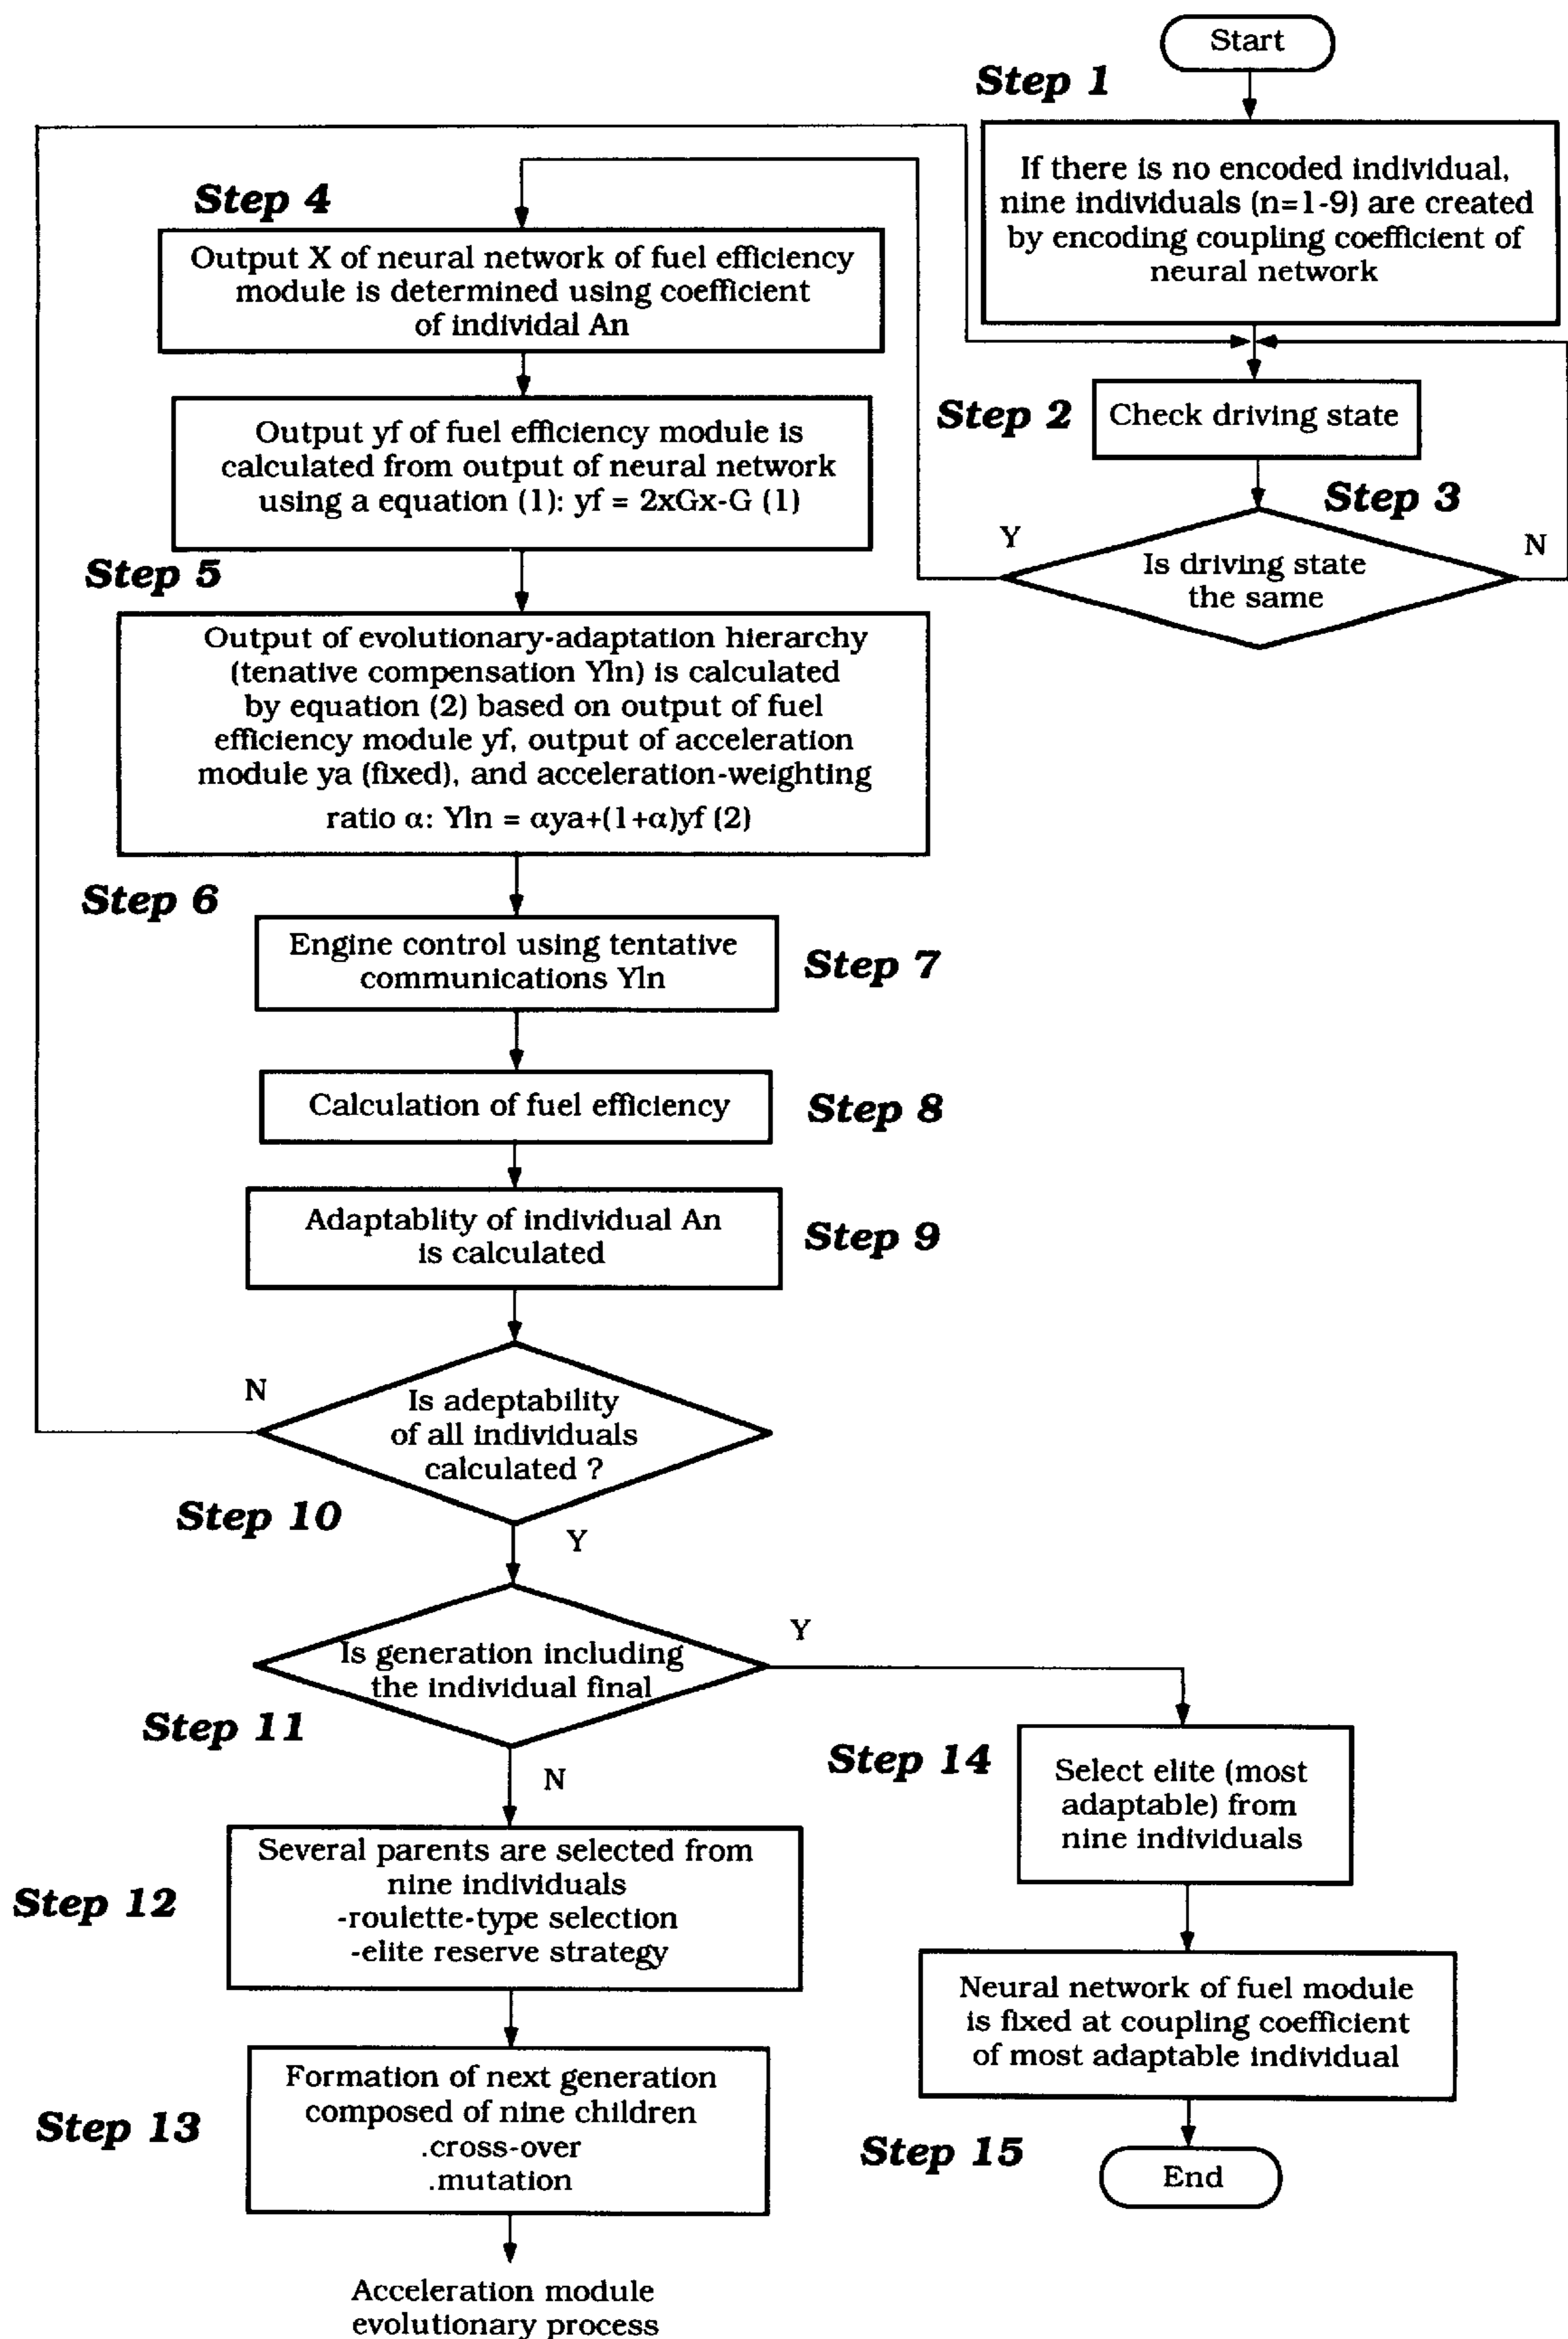 Start
Step 1
If there is no encoded individual,
nine individuals (n=1-9) are created
by encoding coupling coefficient of
neural network
Step 2
Check driving state
Step 3
Y
N
Is driving state
the same
Step 4
Output X of neural network of fuel efficiency
module is determined using coefficient
of individal An
Output yf of fuel efficiency module is
calculated from output of neural network
using a equation (1): yf = 2xGx-G (1)
Step 5
Output of evolutionary-adaptation hierarchy
(tenative compensation Yln) is calculated
by equation (2) based on output of fuel
efficiency module yf, output of acceleration
module ya (fixed), and acceleration-weighting
ratio α: Yln = αya+(1+α)yf (2)
Step 6
Engine control using tentative
communications Yln
Step 7
Calculation of fuel efficiency
Step 8
Adaptablity of individual An
is calculated
Step 9
N
Is adeptability
of all individuals
calculated ?
Step 10
Y
Is generation including
the individual final
Y
Step 11
N
Step 12
Several parents are selected from
nine individuals
-roulette-type selection
-elite reserve strategy
Step 13
Formation of next generation
composed of nine children
.cross-over
.mutation
Acceleration module
evolutionary process
Step 14
Select elite (most
adaptable) from
nine individuals
Neural network of fuel module
is fixed at coupling coefficient
of most adaptable individual
Step 15
End